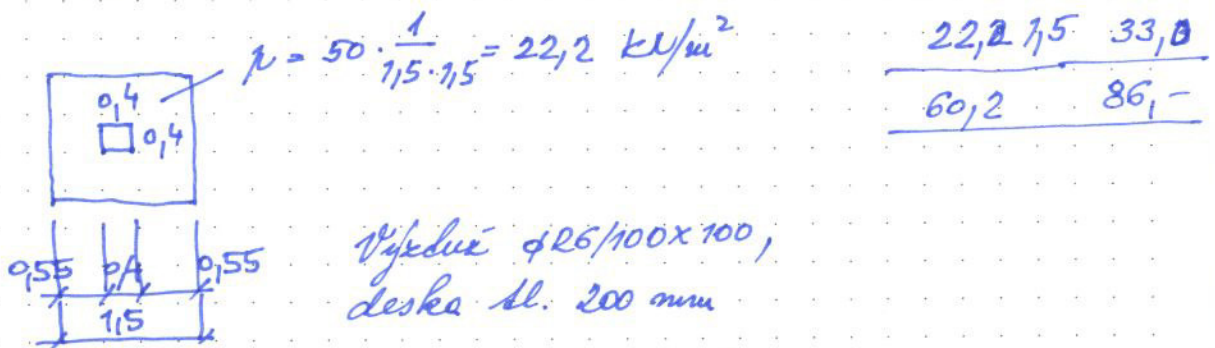 p = 50 · 1/1,5·1,5 = 22,2 kN/m²
22,2 1,5 33,3
60,2 86,-
0,4
0,4
Výztuž φR6/100x100,
deska tl. 200 mm
0,55 0,4 0,55
1,5